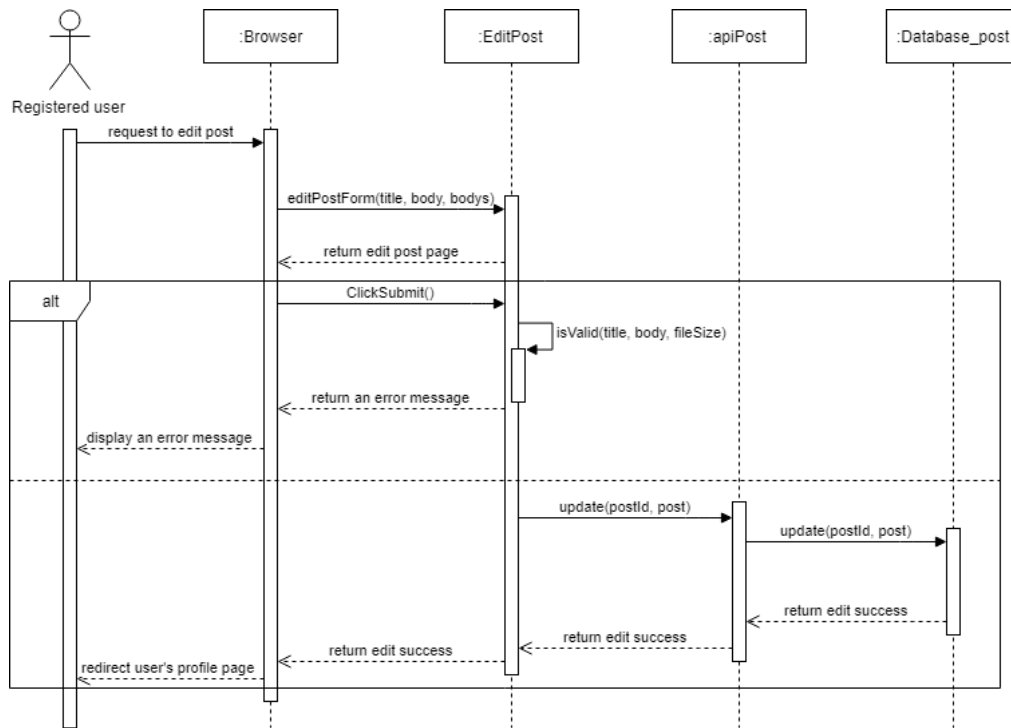 :Browser
:EditPost
:apiPost
:Database_post
Registered user
request to edit post
editPostForm(title, body, bodys)
return edit post page
alt
ClickSubmit()
isValid(title, body, fileSize)
return an error message
display an error message
update(postId, post)
update(postId, post)
return edit success
return edit success
return edit success
redirect user's profile page